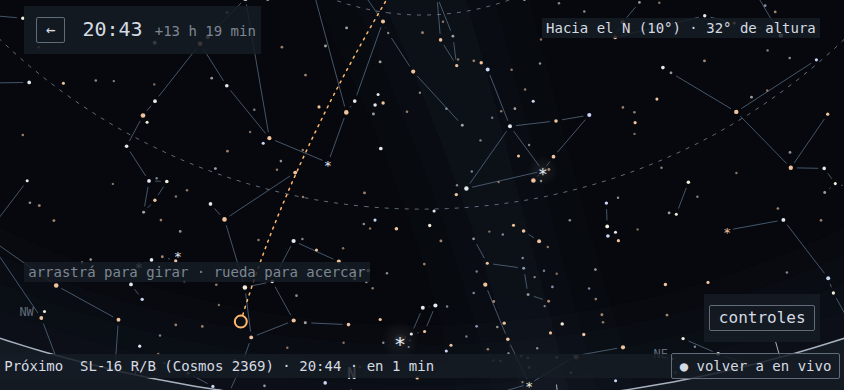 ← 20:43 +13 h 19 min
Hacia el N (10°) · 32° de altura
arrastrá para girar · rueda para acercar
NW
controles
NE
Próximo SL-16 R/B (Cosmos 2369) · 20:44 · en 1 min
N
● volver a en vivo